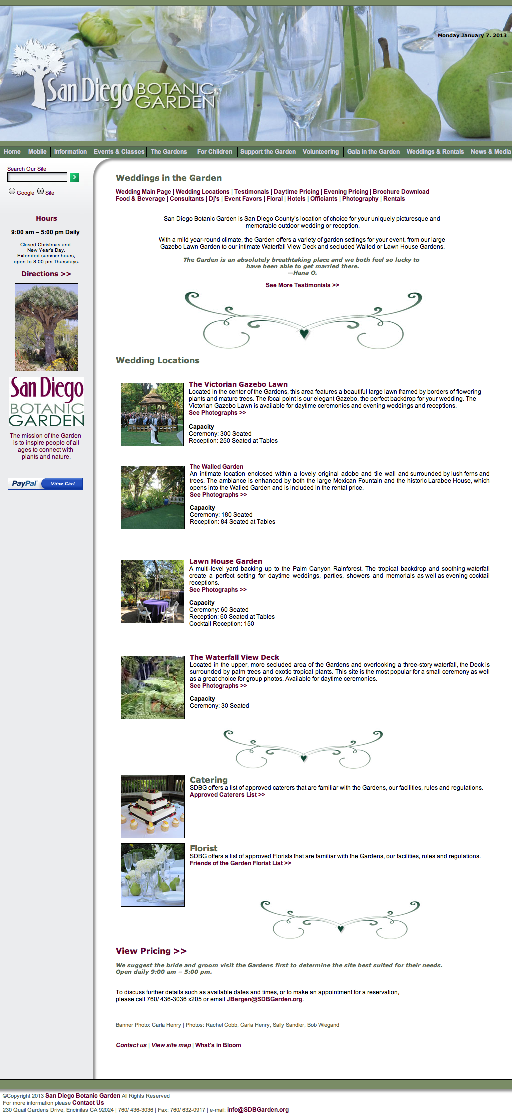 Monday January 7, 2013
San Diego BOTANIC
GARDEN
Home Mobile Information Events & Classes The Gardens For Children Support the Garden Volunteering Gala in the Garden Weddings & Rentals News & Media
Search Our Site
Google Site
Hours
9:00 am – 5:00 pm Daily
Closed Christmas and
New Year's Day.
Extended summer hours,
open to 8 pm Thursdays.
Directions >>
San Diego
BOTANIC
GARDEN
The mission of the Garden
is to inspire people of all
ages to connect with
plants and nature.
PayPal View Cart
Weddings in the Garden
Wedding Main Page | Wedding Locations | Testimonials | Daytime Pricing | Evening Pricing | Brochure Download
Food & Beverage | Consultants | Dj's | Event Favors | Floral | Hotels | Officiants | Photography | Rentals
San Diego Botanic Garden is San Diego County's location of choice for your uniquely picturesque and
memorable outdoor wedding or reception.
With a mild year-round climate, the Garden offers a variety of garden settings for your event, from our large
Gazebo Lawn Garden to our intimate Waterfall View Deck and secluded Walled or Lawn House Gardens.
The Garden is an absolutely breathtaking place and we both feel so lucky to
have been able to get married there.
—Hana O.
See More Testimonials >>
Wedding Locations
The Victorian Gazebo Lawn
Located in the center of the Gardens, this area features a beautiful large lawn framed by borders of flowering
plants and mature trees. The focal point is our elegant Gazebo, the perfect backdrop for your wedding. The
Victorian Gazebo Lawn is available for daytime ceremonies and evening weddings and receptions.
See Photographs >>
Capacity
Ceremony: 300 Seated
Reception: 250 Seated at Tables
The Walled Garden
An intimate location enclosed within a lovely original adobe and tile wall and surrounded by lush ferns and
trees. The ambiance is enhanced by both the large Mexican Fountain and the historic Larabee House, which
opens into the Walled Garden and is included in the rental price.
See Photographs >>
Capacity
Ceremony: 180 Seated
Reception: 84 Seated at Tables
Lawn House Garden
A multi-level yard backing up to the Palm Canyon Rainforest. The tropical backdrop and soothing waterfall
create a perfect setting for daytime weddings, parties, showers and memorials as well as evening cocktail
receptions.
See Photographs >>
Capacity
Ceremony: 60 Seated
Reception: 60 Seated at Tables
Cocktail Reception: 150
The Waterfall View Deck
Located in the upper, more secluded area of the Gardens and overlooking a three-story waterfall, the Deck is
surrounded by palm trees and exotic tropical plants. This site is the most popular for a small ceremony as well
as a great choice for group photos. Available for daytime ceremonies.
See Photographs >>
Capacity
Ceremony: 30 Seated
Catering
SDBG offers a list of approved caterers that are familiar with the Gardens, our facilities, rules and regulations.
Approved Caterers List >>
Florist
SDBG offers a list of approved Florists that are familiar with the Gardens, our facilities, rules and regulations.
Friends of the Garden Florist List >>
View Pricing >>
We suggest the bride and groom visit the Gardens first to determine the site best suited for their needs.
Open daily 9:00 am – 5:00 pm.
To discuss further details such as available dates and times, or to make an appointment for a reservation,
please call 760/ 436-3036 x205 or email JBergen@SDBGarden.org.
Banner Photo: Carla Henry | Photos: Rachel Cobb, Carla Henry, Sally Sandler, Bob Wiegand
Contact us | View site map | What's in Bloom
©Copyright 2013 San Diego Botanic Garden All Rights Reserved
For more information please Contact Us
230 Quail Gardens Drive, Encinitas CA 92024 · 760/ 436-3036 | Fax: 760/ 632-0917 | e-mail: info@SDBGarden.org